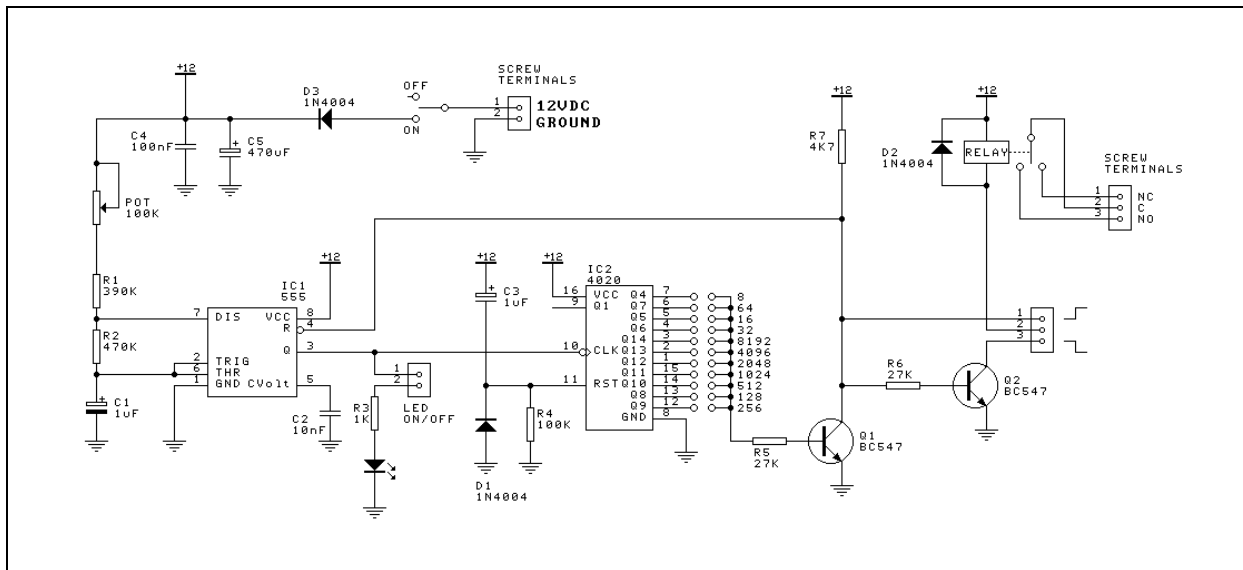 +12
SCREW
TERMINALS
OFF
ON
D3
1N4004
1
2
12VDC
GROUND
C4
100nF
C5
470uF
POT
100K
R1
390K
R2
470K
C1
1uF
IC1
555
+12
7
DIS
VCC
8
R
4
Q
3
2
TRIG
6
THR
1
GND
CVolt
5
C2
10nF
R3
1K
1
2
LED
ON/OFF
+12
C3
1uF
D1
1N4004
R4
100K
+12
IC2
4020
16
VCC
9
Q1
10
CLK
11
RST
GND
8
Q4
7
8
Q7
6
64
Q5
5
16
Q6
4
32
Q14
3
8192
Q13
2
4096
Q12
1
2048
Q11
15
1024
Q10
14
512
Q8
13
128
Q9
12
256
R5
27K
+12
R7
4K7
Q1
BC547
R6
27K
Q2
BC547
+12
D2
1N4004
RELAY
SCREW
TERMINALS
1
NC
2
C
3
NO
1
2
3